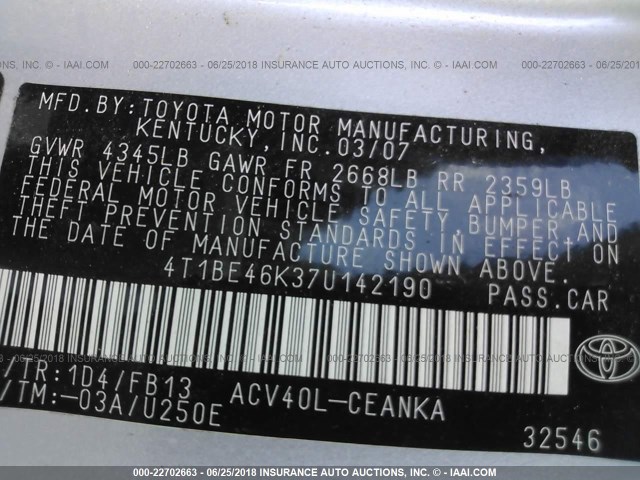 000-22702663 - 06/25/2018 - INSURANCE AUTO AUCTIONS, INC. - IAAI.COM
MFD. BY: TOYOTA MOTOR MANUFACTURING,
KENTUCKY, INC. 03/07
GVWR 4345LB GAWR FR 2668LB RR 2359LB
THIS VEHICLE CONFORMS TO ALL APPLICABLE
FEDERAL MOTOR VEHICLE SAFETY, BUMPER AND
THEFT PREVENTION STANDARDS IN EFFECT ON
THE DATE OF MANUFACTURE SHOWN ABOVE.
4T1BE46K37U142190 PASS.CAR
/TR:1D4/FB13 ACV40L-CEANKA
/TM:-03A/U250E
32546
TOYOTA
000-22702663 - 06/25/2018 - INSURANCE AUTO AUCTIONS, INC. - IAAI.COM